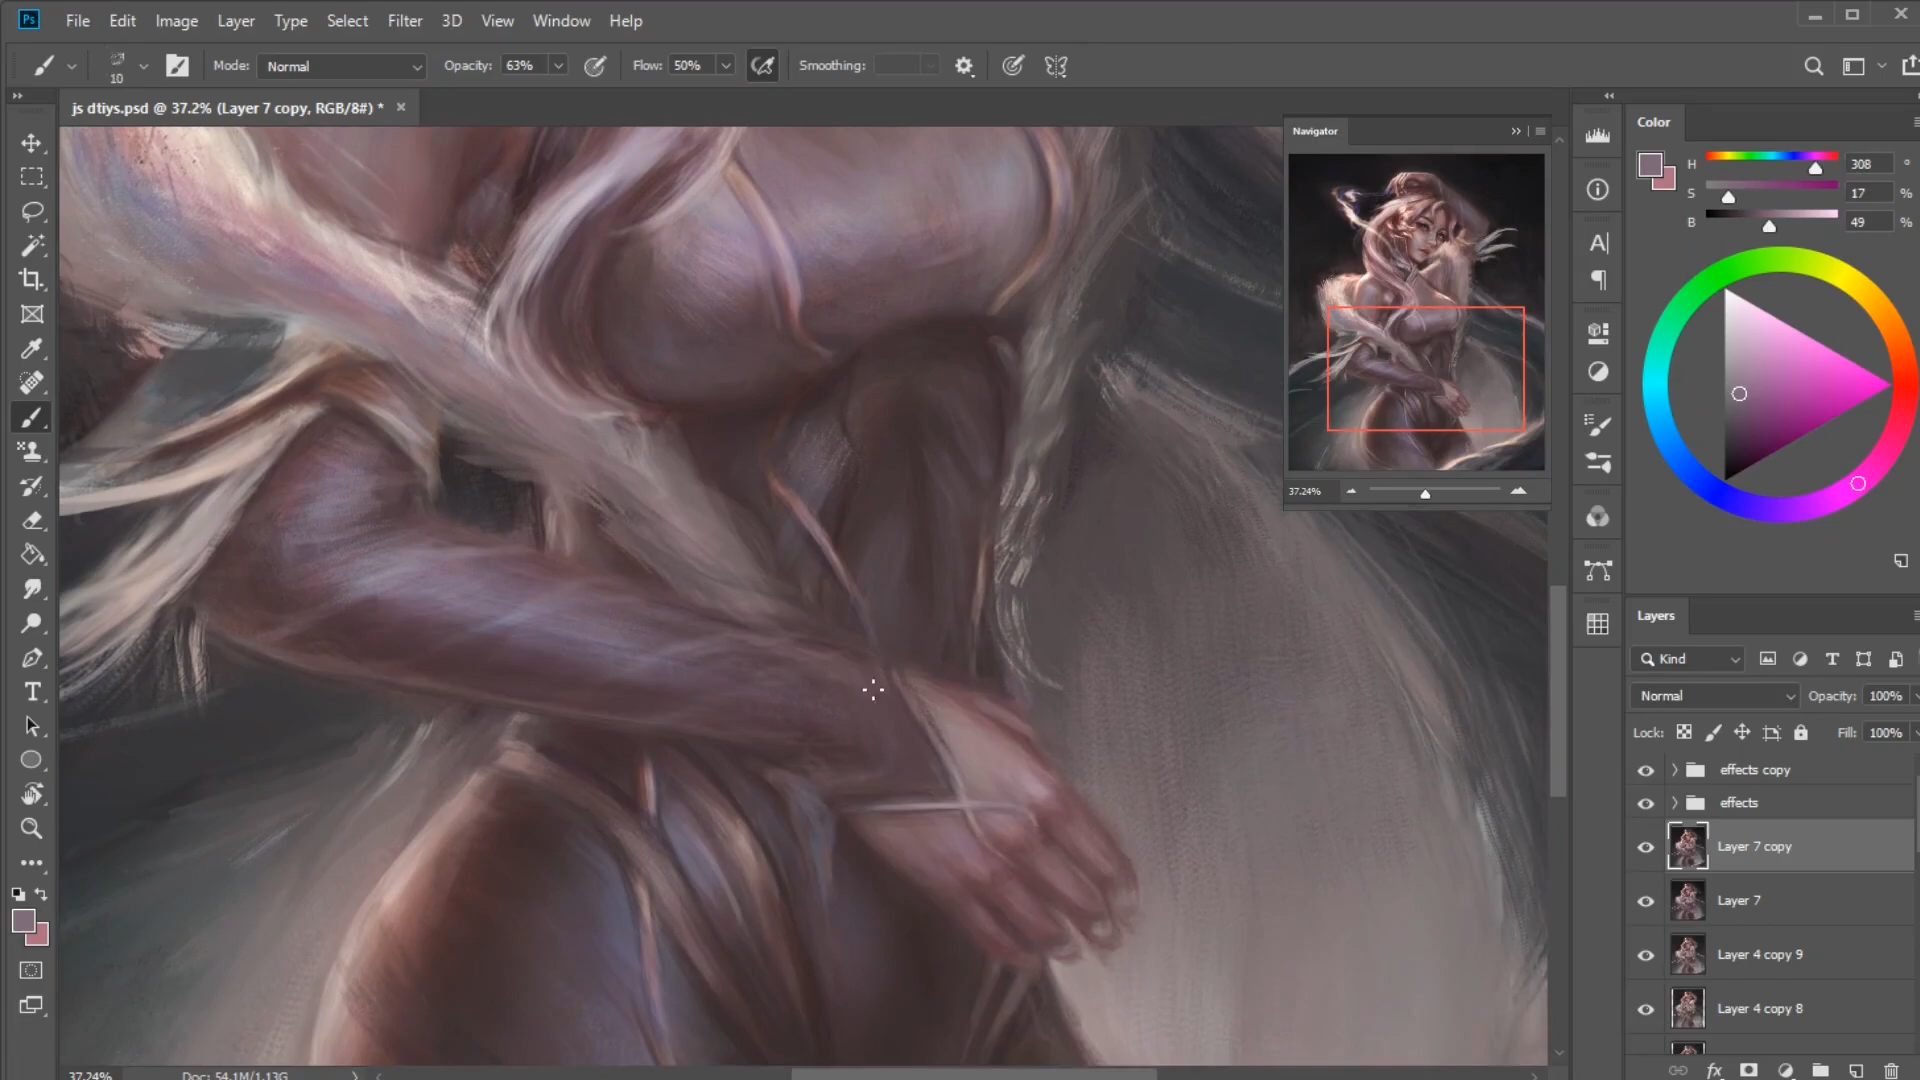 Ps File Edit Image Layer Type Select Filter 3D View Window Help
10 Mode: Normal Opacity: 63% Flow: 50% Smoothing:
js dtiys.psd @ 37.2% (Layer 7 copy, RGB/8#) *
Navigator
37.24%
Color
H 308 °
S 17 %
B 49 %
Layers
Kind
Normal Opacity: 100%
Lock: Fill: 100%
effects copy
effects
Layer 7 copy
Layer 7
Layer 4 copy 9
Layer 4 copy 8
fx
37.24% Doc: 54.1M/1.13G